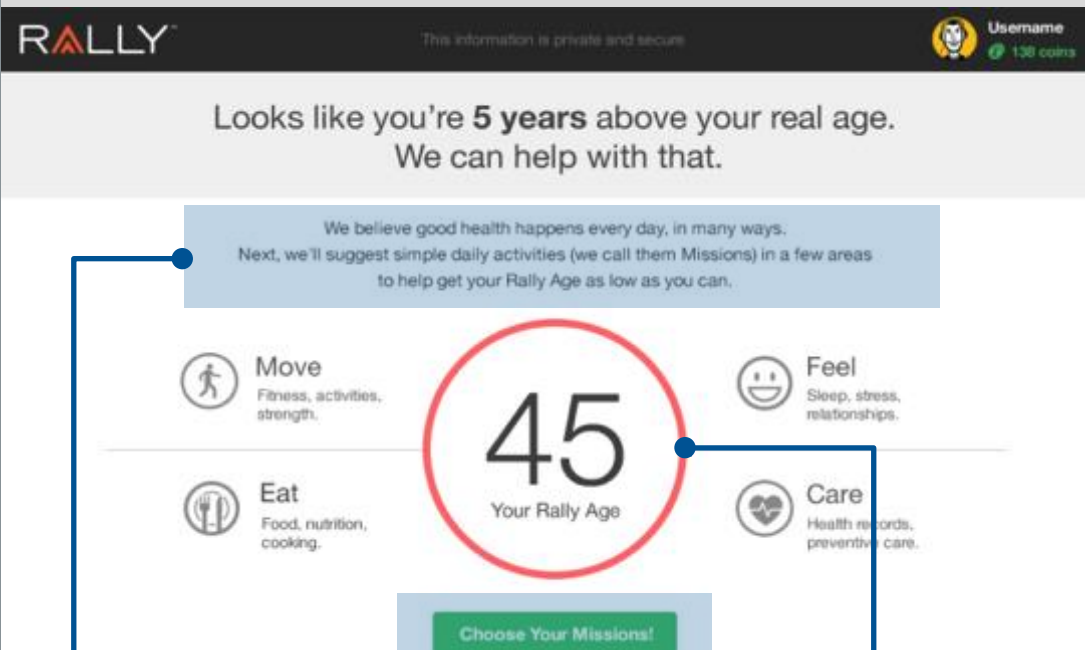 RALLY
This information is private and secure
Username
138 coins
Looks like you're 5 years above your real age.
We can help with that.
We believe good health happens every day, in many ways.
Next, we'll suggest simple daily activities (we call them Missions) in a few areas
to help get your Rally Age as low as you can.
Move
Fitness, activities,
strength.
Eat
Food, nutrition,
cooking.
45
Your Rally Age
Feel
Sleep, stress,
relationships.
Care
Health records,
preventive care.
Choose Your Missions!